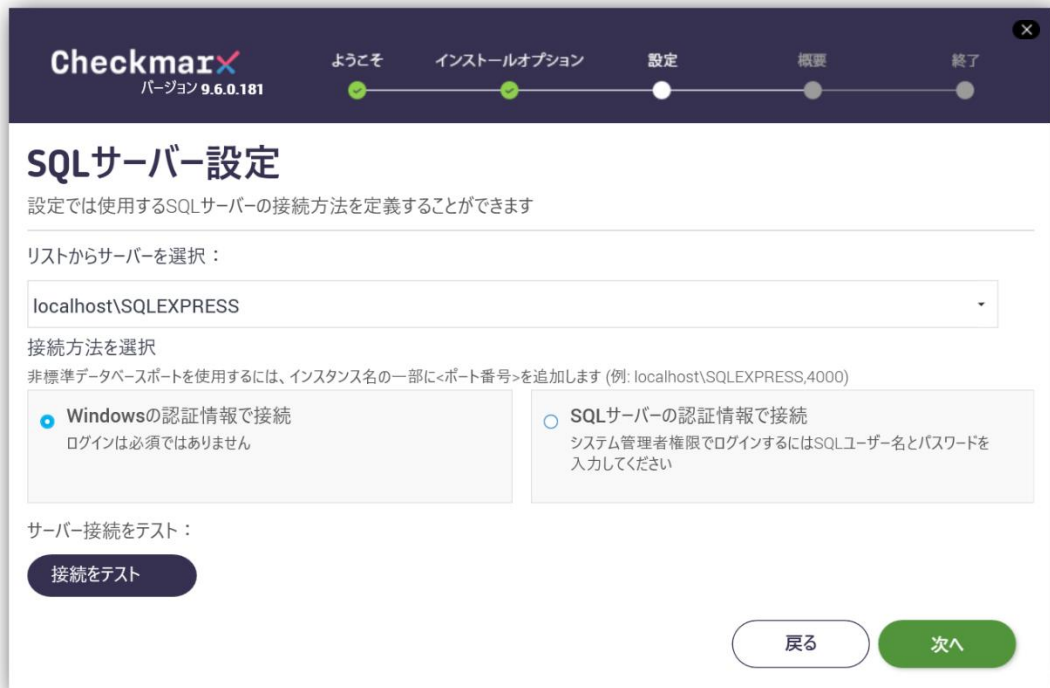 Checkmarx
バージョン 9.6.0.181
ようこそ
インストールオプション
設定
概要
終了
SQLサーバー設定
設定では使用するSQLサーバーの接続方法を定義することができます
リストからサーバーを選択：
localhost\SQLEXPRESS
接続方法を選択
非標準データベースポートを使用するには、インスタンス名の一部に<ポート番号>を追加します (例: localhost\SQLEXPRESS,4000)
Windowsの認証情報で接続
ログインは必須ではありません
SQLサーバーの認証情報で接続
システム管理者権限でログインするにはSQLユーザー名とパスワードを
入力してください
サーバー接続をテスト：
接続をテスト
戻る
次へ